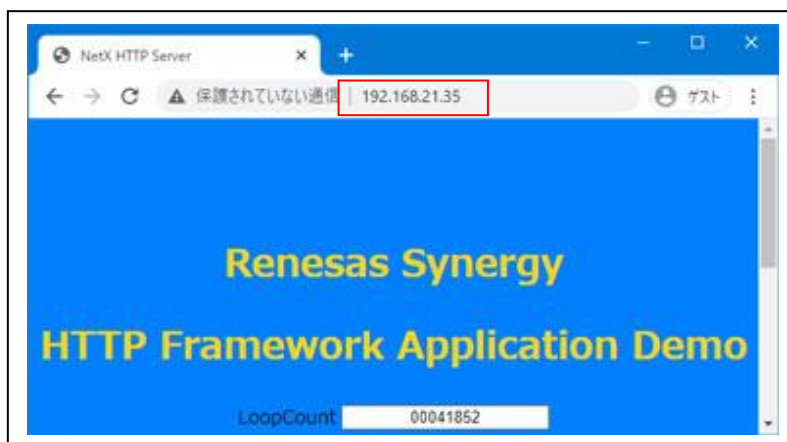 NetX HTTP Server
保護されていない通信 | 192.168.21.35
ゲスト
Renesas Synergy
HTTP Framework Application Demo
LoopCount 00041852